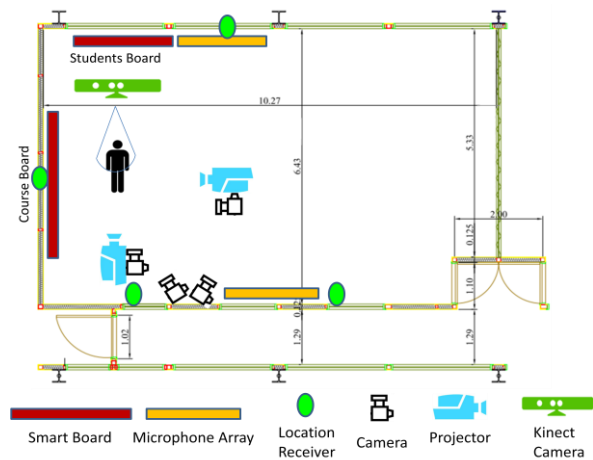 Students Board
10.27
Course Board
6.43
5.33
2.00
0.125
1.10
0.12
1.02
1.29
1.29
Smart Board
Microphone Array
Location
Receiver
Camera
Projector
Kinect
Camera